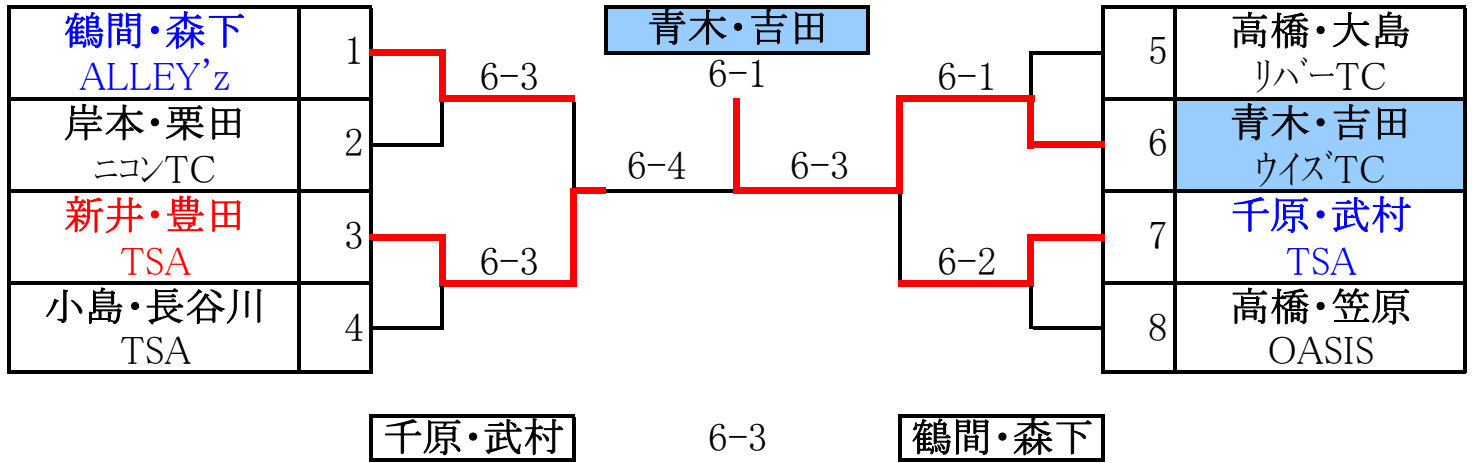 鶴間・森下
ALLEY’z
1
岸本・栗田
ニコンTC
2
新井・豊田
TSA
3
小島・長谷川
TSA
4
6-3
6-3
6-4
青木・吉田
6-1
6-3
6-1
6-2
5
高橋・大島
リバーTC
6
青木・吉田
ウイズTC
7
千原・武村
TSA
8
高橋・笠原
OASIS
千原・武村
6-3
鶴間・森下